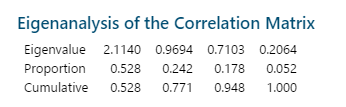 Eigenanalysis of the Correlation Matrix
Eigenvalue 2.1140 0.9694 0.7103 0.2064
Proportion 0.528 0.242 0.178 0.052
Cumulative 0.528 0.771 0.948 1.000